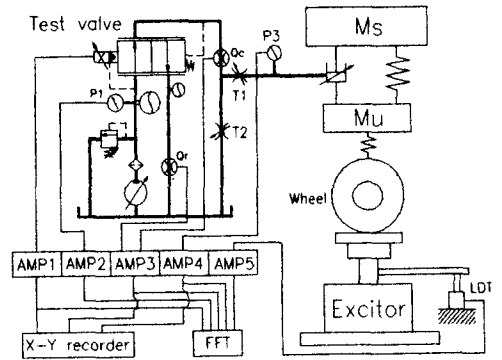 Test valve
P3
Ms
Qc
P1
T1
T2
Mu
Qr
Wheel
AMP1 AMP2 AMP3 AMP4 AMP5
LDT
Excitor
X-Y recorder
FFT